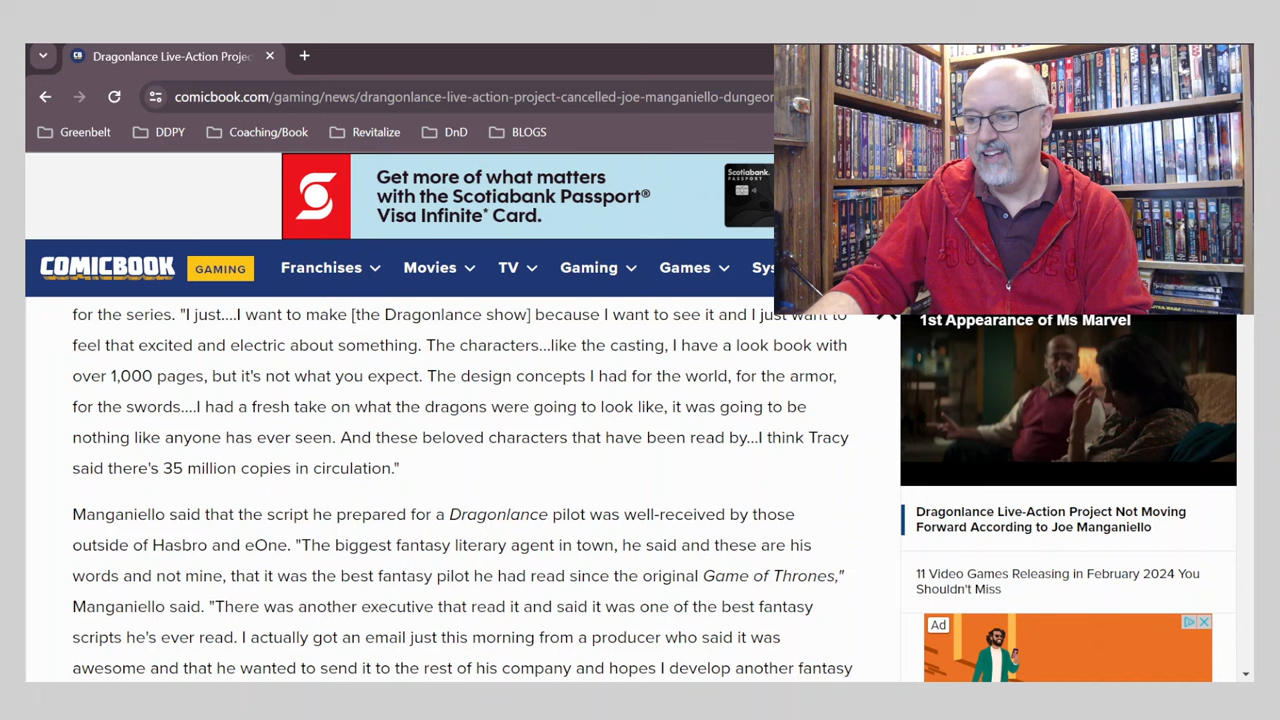 Dragonlance Live-Action Projec
comicbook.com/gaming/news/drangonlance-live-action-project-cancelled-joe-manganiello-dungeon
Greenbelt
DDPY
Coaching/Book
Revitalize
DnD
BLOGS
Get more of what matters
with the Scotiabank Passport®
Visa Infinite* Card.
Scotiabank
PASSPORT
COMICBOOK
GAMING
Franchises
Movies
TV
Gaming
Games
Sys
for the series. "I just....I want to make [the Dragonlance show] because I want to see it and I just want to
feel that excited and electric about something. The characters...like the casting, I have a look book with
over 1,000 pages, but it's not what you expect. The design concepts I had for the world, for the armor,
for the swords....I had a fresh take on what the dragons were going to look like, it was going to be
nothing like anyone has ever seen. And these beloved characters that have been read by...I think Tracy
said there's 35 million copies in circulation."
Manganiello said that the script he prepared for a Dragonlance pilot was well-received by those
outside of Hasbro and eOne. "The biggest fantasy literary agent in town, he said and these are his
words and not mine, that it was the best fantasy pilot he had read since the original Game of Thrones,"
Manganiello said. "There was another executive that read it and said it was one of the best fantasy
scripts he's ever read. I actually got an email just this morning from a producer who said it was
awesome and that he wanted to send it to the rest of his company and hopes I develop another fantasy
1st Appearance of Ms Marvel
Dragonlance Live-Action Project Not Moving
Forward According to Joe Manganiello
11 Video Games Releasing in February 2024 You
Shouldn't Miss
Ad